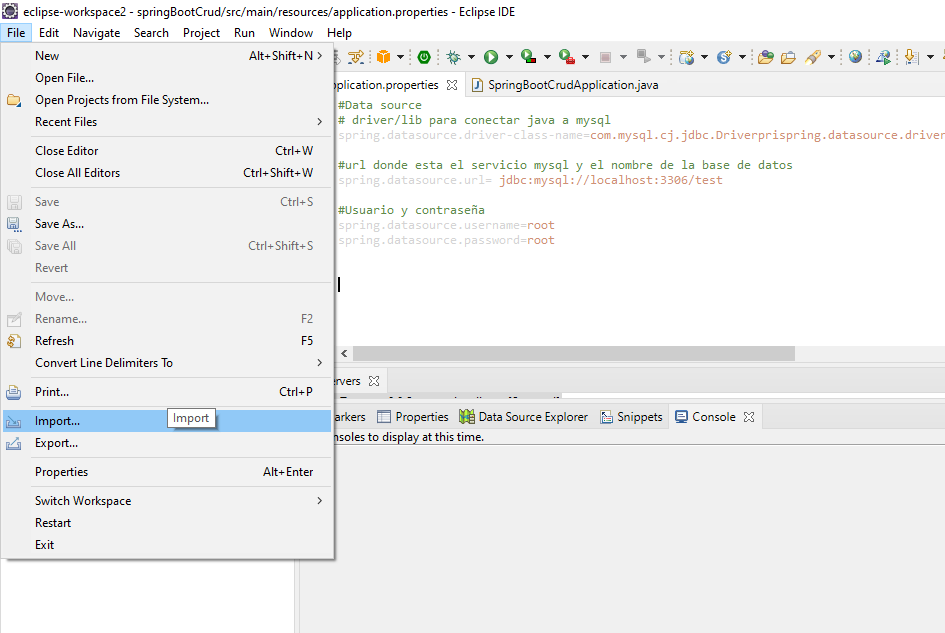 eclipse-workspace2 - springBootCrud/src/main/resources/application.properties - Eclipse IDE
File Edit Navigate Search Project Run Window Help
New Alt+Shift+N >
Open File...
Open Projects from File System...
Recent Files >
Close Editor Ctrl+W
Close All Editors Ctrl+Shift+W
Save Ctrl+S
Save As...
Save All Ctrl+Shift+S
Revert
Move...
Rename... F2
Refresh F5
Convert Line Delimiters To >
Print... Ctrl+P
Import... Import
Export...
Properties Alt+Enter
Switch Workspace >
Restart
Exit
plication.properties SpringBootCrudApplication.java
#Data source
# driver/lib para conectar java a mysql
spring.datasource.driver-class-name=com.mysql.cj.jdbc.Driverprispring.datasource.driver
#url donde esta el servicio mysql y el nombre de la base de datos
spring.datasource.url= jdbc:mysql://localhost:3306/test
#Usuario y contraseña
spring.datasource.username=root
spring.datasource.password=root
rvers
arkers Properties Data Source Explorer Snippets Console
nsoles to display at this time.